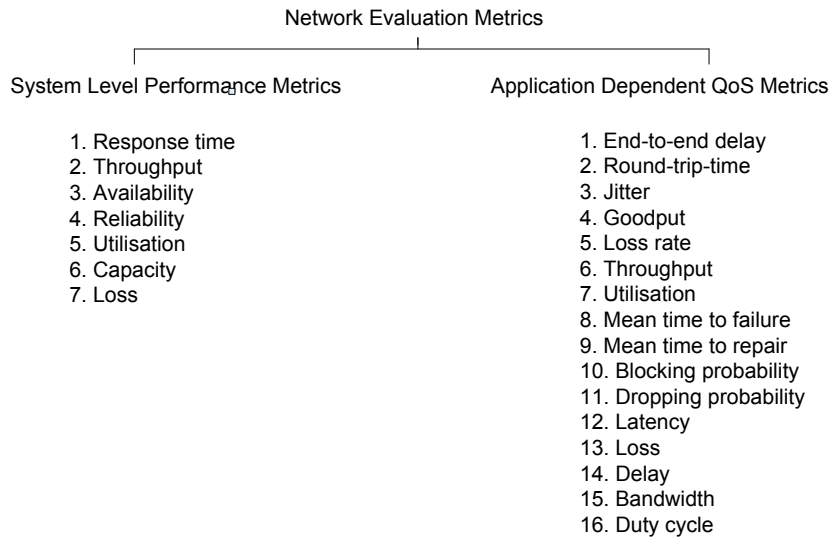 Network Evaluation Metrics
System Level Performance Metrics
1. Response time
2. Throughput
3. Availability
4. Reliability
5. Utilisation
6. Capacity
7. Loss
Application Dependent QoS Metrics
1. End-to-end delay
2. Round-trip-time
3. Jitter
4. Goodput
5. Loss rate
6. Throughput
7. Utilisation
8. Mean time to failure
9. Mean time to repair
10. Blocking probability
11. Dropping probability
12. Latency
13. Loss
14. Delay
15. Bandwidth
16. Duty cycle